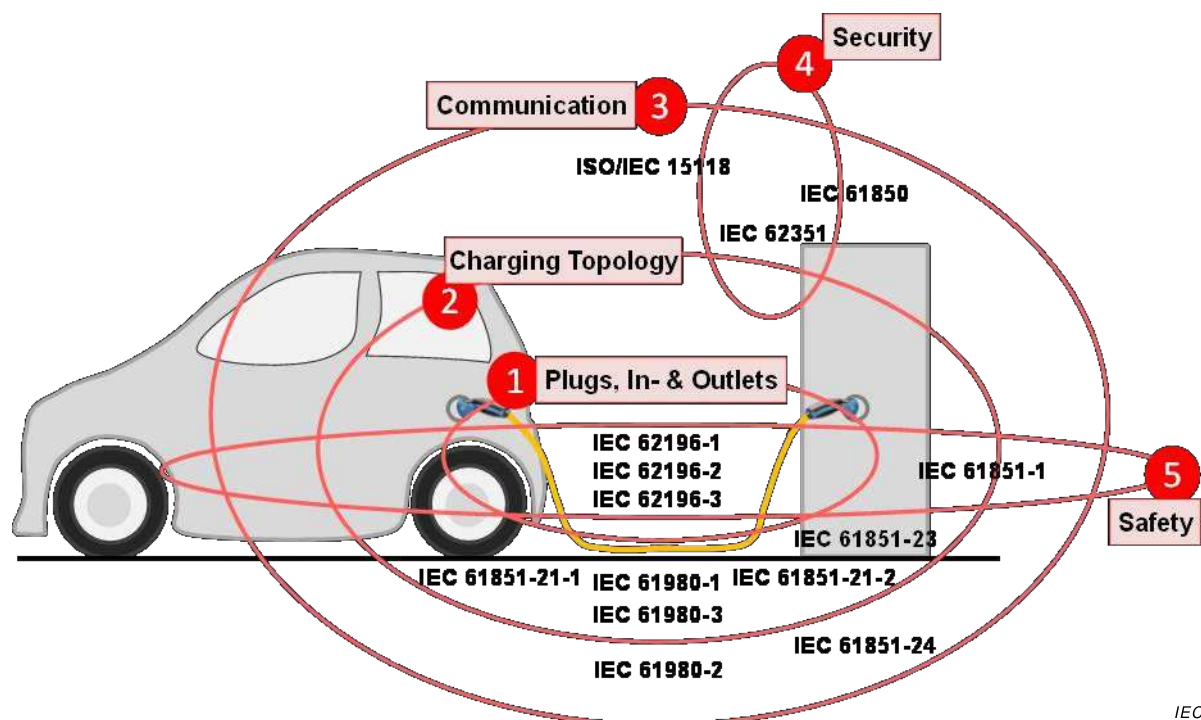 Security
4
Communication
3
ISO/IEC 15118
IEC 61850
IEC 62351
Charging Topology
2
1
Plugs, In- & Outlets
IEC 62196-1
IEC 62196-2
IEC 62196-3
IEC 61851-1
5
Safety
IEC 61851-23
IEC 61851-21-1
IEC 61980-1
IEC 61851-21-2
IEC 61980-3
IEC 61851-24
IEC 61980-2
IEC